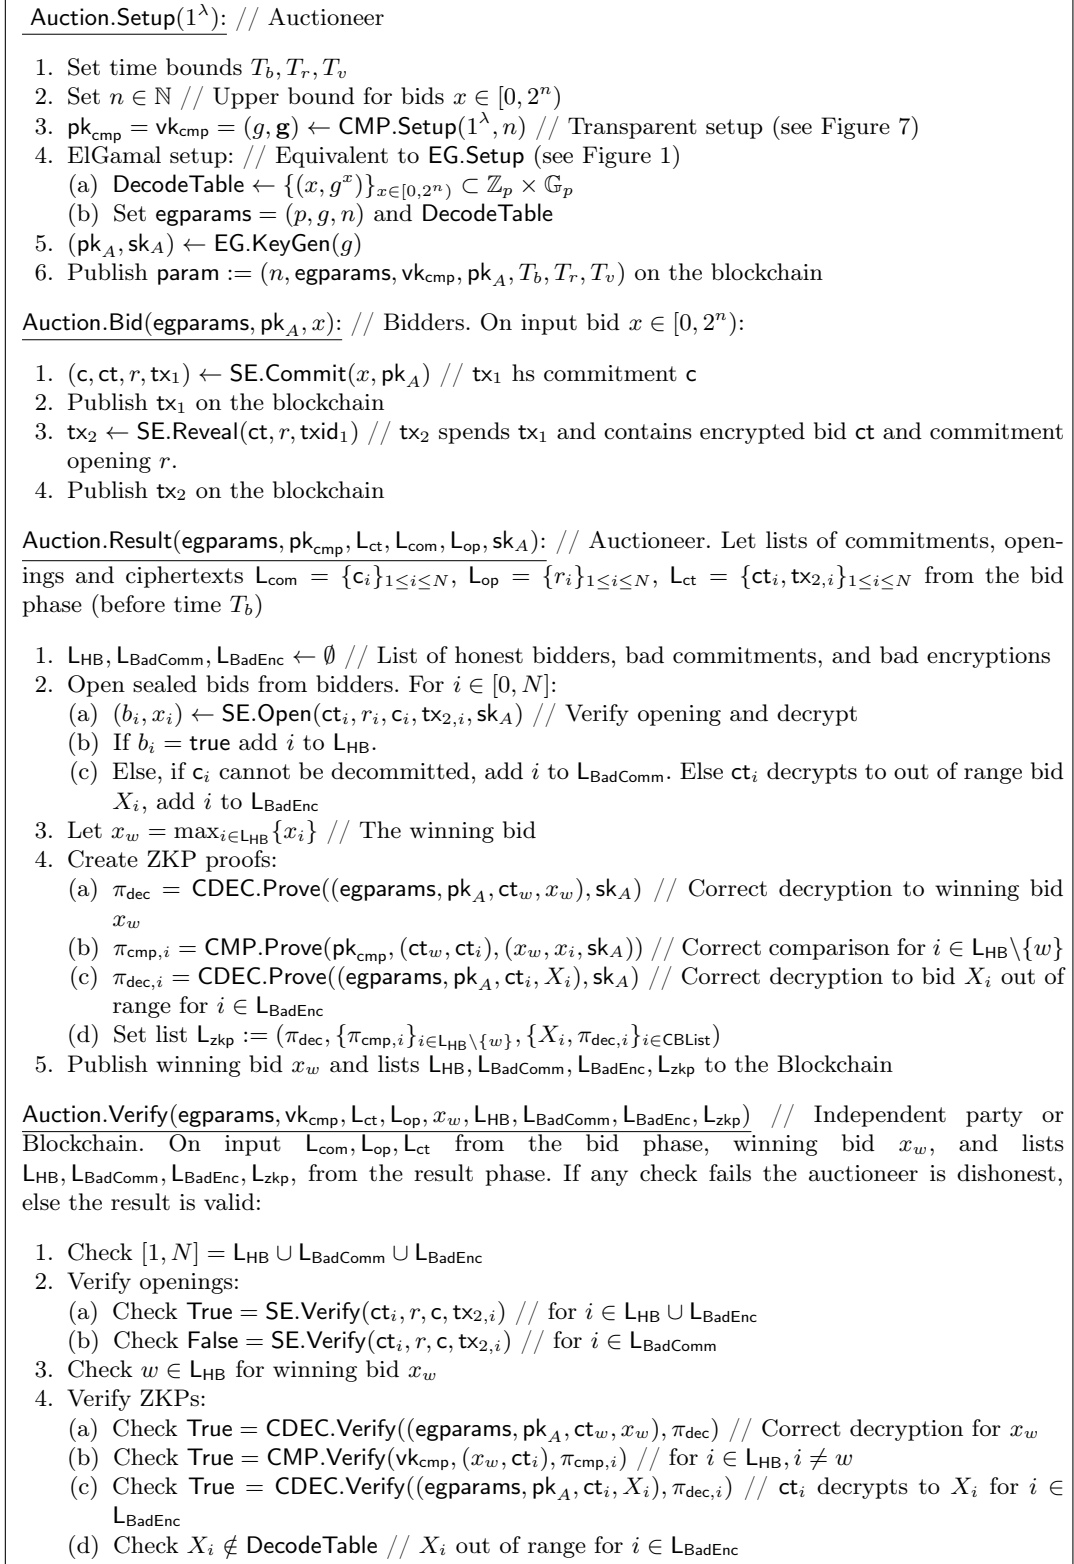 Auction.Setup(1^λ): // Auctioneer
1. Set time bounds T_b, T_r, T_v
2. Set n ∈ ℕ // Upper bound for bids x ∈ [0, 2^n)
3. pk_cmp = vk_cmp = (g, **g**) ← CMP.Setup(1^λ, n) // Transparent setup (see Figure 7)
4. ElGamal setup: // Equivalent to EG.Setup (see Figure 1)
(a) DecodeTable ← {(x, g^x)}_{x∈[0,2^n)} ⊂ ℤ_p × 𝔾_p
(b) Set egparams = (p, g, n) and DecodeTable
5. (pk_A, sk_A) ← EG.KeyGen(g)
6. Publish param := (n, egparams, vk_cmp, pk_A, T_b, T_r, T_v) on the blockchain
Auction.Bid(egparams, pk_A, x): // Bidders. On input bid x ∈ [0, 2^n):
1. (c, ct, r, tx_1) ← SE.Commit(x, pk_A) // tx_1 hs commitment c
2. Publish tx_1 on the blockchain
3. tx_2 ← SE.Reveal(ct, r, txid_1) // tx_2 spends tx_1 and contains encrypted bid ct and commitment
opening r.
4. Publish tx_2 on the blockchain
Auction.Result(egparams, pk_cmp, L_ct, L_com, L_op, sk_A): // Auctioneer. Let lists of commitments, open-
ings and ciphertexts L_com = {c_i}_{1≤i≤N}, L_op = {r_i}_{1≤i≤N}, L_ct = {ct_i, tx_{2,i}}_{1≤i≤N} from the bid
phase (before time T_b)
1. L_HB, L_BadComm, L_BadEnc ← ∅ // List of honest bidders, bad commitments, and bad encryptions
2. Open sealed bids from bidders. For i ∈ [0, N]:
(a) (b_i, x_i) ← SE.Open(ct_i, r_i, c_i, tx_{2,i}, sk_A) // Verify opening and decrypt
(b) If b_i = true add i to L_HB.
(c) Else, if c_i cannot be decommitted, add i to L_BadComm. Else ct_i decrypts to out of range bid
X_i, add i to L_BadEnc
3. Let x_w = max_{i∈L_HB}{x_i} // The winning bid
4. Create ZKP proofs:
(a) π_dec = CDEC.Prove((egparams, pk_A, ct_w, x_w), sk_A) // Correct decryption to winning bid
x_w
(b) π_{cmp,i} = CMP.Prove(pk_cmp, (ct_w, ct_i), (x_w, x_i, sk_A)) // Correct comparison for i ∈ L_HB\{w}
(c) π_{dec,i} = CDEC.Prove((egparams, pk_A, ct_i, X_i), sk_A) // Correct decryption to bid X_i out of
range for i ∈ L_BadEnc
(d) Set list L_zkp := (π_dec, {π_{cmp,i}}_{i∈L_HB\{w}}, {X_i, π_{dec,i}}_{i∈CBList})
5. Publish winning bid x_w and lists L_HB, L_BadComm, L_BadEnc, L_zkp to the Blockchain
Auction.Verify(egparams, vk_cmp, L_ct, L_op, x_w, L_HB, L_BadComm, L_BadEnc, L_zkp) // Independent party or
Blockchain. On input L_com, L_op, L_ct from the bid phase, winning bid x_w, and lists
L_HB, L_BadComm, L_BadEnc, L_zkp, from the result phase. If any check fails the auctioneer is dishonest,
else the result is valid:
1. Check [1, N] = L_HB ∪ L_BadComm ∪ L_BadEnc
2. Verify openings:
(a) Check True = SE.Verify(ct_i, r, c, tx_{2,i}) // for i ∈ L_HB ∪ L_BadEnc
(b) Check False = SE.Verify(ct_i, r, c, tx_{2,i}) // for i ∈ L_BadComm
3. Check w ∈ L_HB for winning bid x_w
4. Verify ZKPs:
(a) Check True = CDEC.Verify((egparams, pk_A, ct_w, x_w), π_dec) // Correct decryption for x_w
(b) Check True = CMP.Verify(vk_cmp, (x_w, ct_i), π_{cmp,i}) // for i ∈ L_HB, i ≠ w
(c) Check True = CDEC.Verify((egparams, pk_A, ct_i, X_i), π_{dec,i}) // ct_i decrypts to X_i for i ∈
L_BadEnc
(d) Check X_i ∉ DecodeTable // X_i out of range for i ∈ L_BadEnc